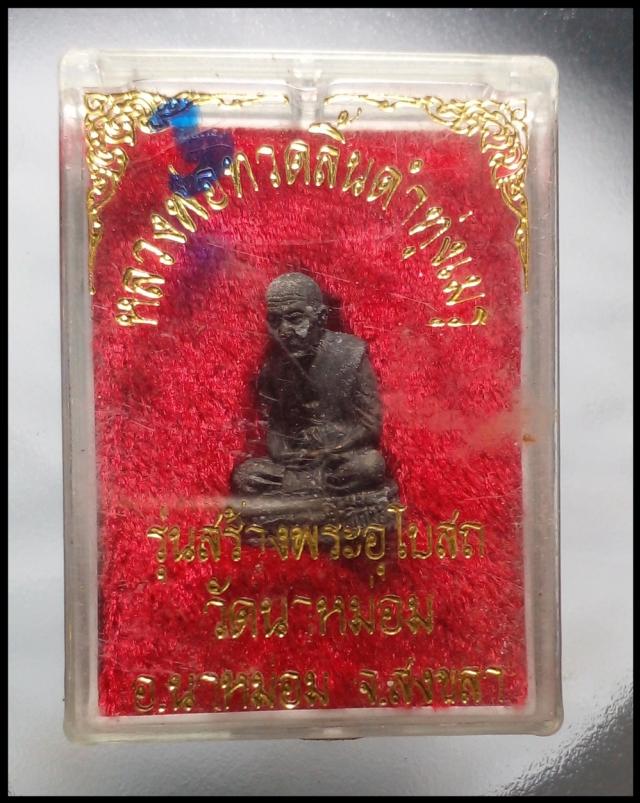 หลวงพ่อทวดลิ้นดำทุ่งเมรุ
รุ่นสร้างพระอุโบสถ
วัดนาหม่อม
อ.นาหม่อม จ.สงขลา